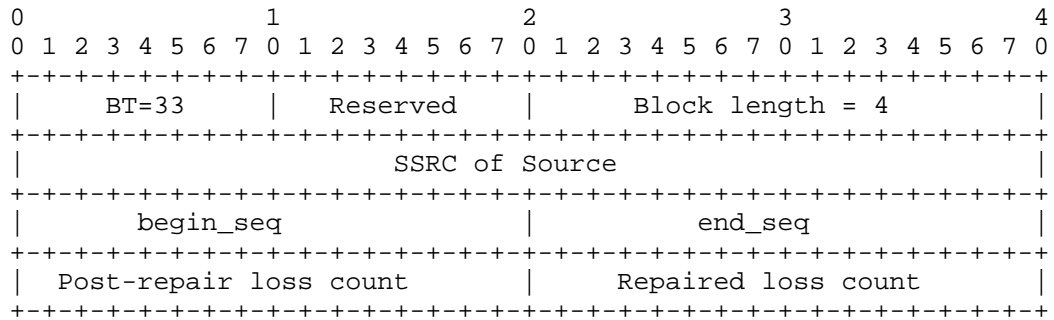 0                   1                   2                   3                   4
0 1 2 3 4 5 6 7 0 1 2 3 4 5 6 7 0 1 2 3 4 5 6 7 0 1 2 3 4 5 6 7 0
+-+-+-+-+-+-+-+-+-+-+-+-+-+-+-+-+-+-+-+-+-+-+-+-+-+-+-+-+-+-+-+-+
|     BT=33     |   Reserved    |      Block length = 4         |
+-+-+-+-+-+-+-+-+-+-+-+-+-+-+-+-+-+-+-+-+-+-+-+-+-+-+-+-+-+-+-+-+
|                       SSRC of Source                          |
+-+-+-+-+-+-+-+-+-+-+-+-+-+-+-+-+-+-+-+-+-+-+-+-+-+-+-+-+-+-+-+-+
|       begin_seq               |          end_seq              |
+-+-+-+-+-+-+-+-+-+-+-+-+-+-+-+-+-+-+-+-+-+-+-+-+-+-+-+-+-+-+-+-+
|  Post-repair loss count       |     Repaired loss count       |
+-+-+-+-+-+-+-+-+-+-+-+-+-+-+-+-+-+-+-+-+-+-+-+-+-+-+-+-+-+-+-+-+